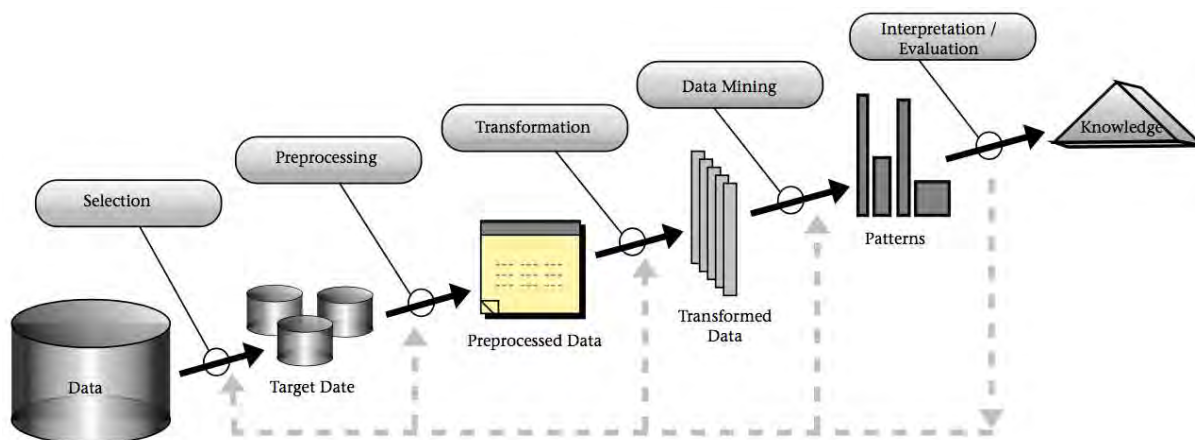 Interpretation /
Evaluation
Data Mining
Knowledge
Transformation
Preprocessing
Selection
Patterns
Transformed
Data
Preprocessed Data
Target Date
Data